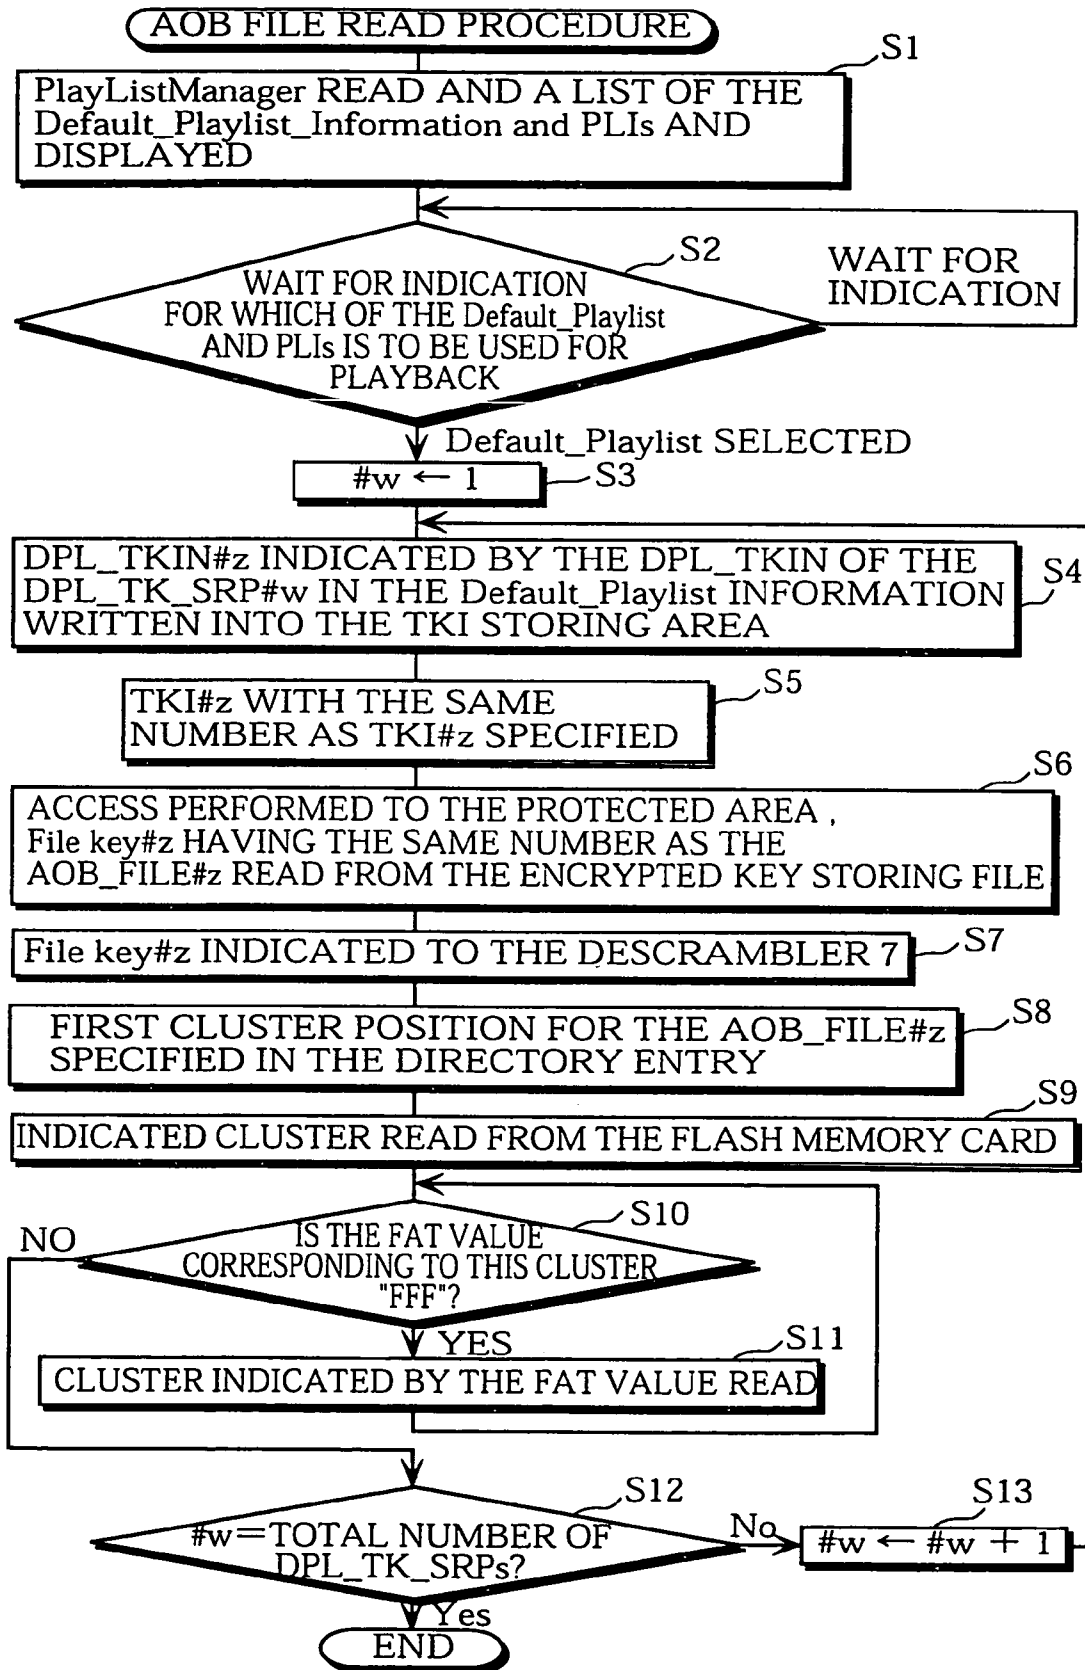 AOB FILE READ PROCEDURE
S1
PlayListManager READ AND A LIST OF THE
Default_Playlist_Information and PLIs AND
DISPLAYED
S2
WAIT FOR INDICATION
FOR WHICH OF THE Default_Playlist
AND PLIs IS TO BE USED FOR
PLAYBACK
WAIT FOR
INDICATION
Default_Playlist SELECTED
#w ← 1
S3
DPL_TKIN#z INDICATED BY THE DPL_TKIN OF THE
DPL_TK_SRP#w IN THE Default_Playlist INFORMATION
WRITTEN INTO THE TKI STORING AREA
S4
S5
TKI#z WITH THE SAME
NUMBER AS TKI#z SPECIFIED
S6
ACCESS PERFORMED TO THE PROTECTED AREA ,
File key#z HAVING THE SAME NUMBER AS THE
AOB_FILE#z READ FROM THE ENCRYPTED KEY STORING FILE
S7
File key#z INDICATED TO THE DESCRAMBLER 7
S8
FIRST CLUSTER POSITION FOR THE AOB_FILE#z
SPECIFIED IN THE DIRECTORY ENTRY
S9
INDICATED CLUSTER READ FROM THE FLASH MEMORY CARD
S10
NO
IS THE FAT VALUE
CORRESPONDING TO THIS CLUSTER
"FFF"?
YES
S11
CLUSTER INDICATED BY THE FAT VALUE READ
S12
#w=TOTAL NUMBER OF
DPL_TK_SRPs?
No
S13
#w ← #w + 1
Yes
END